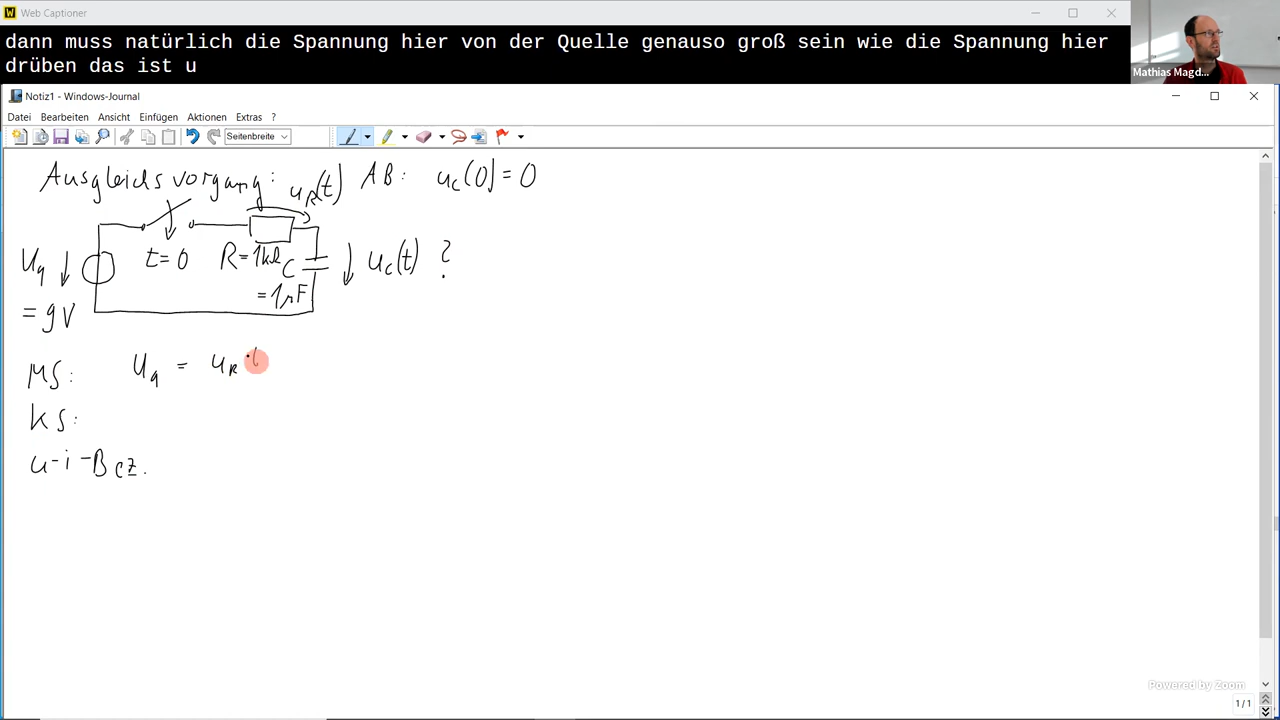 Web Captioner
dann muss natürlich die Spannung hier von der Quelle genauso groß sein wie die Spannung hier
drüben das ist u
Mathias Magd...
Notiz1 - Windows-Journal
Datei Bearbeiten Ansicht Einfügen Aktionen Extras ?
Seitenbreite
Ausgleichsvorgang: u_R(t) AB: u_C(0) = 0
U_q t=0 R=1kΩ C u_C(t) ?
= 9V =1µF
MS: U_q = u_R
KS:
u-i-Bez.
Powered by Zoom
1/1